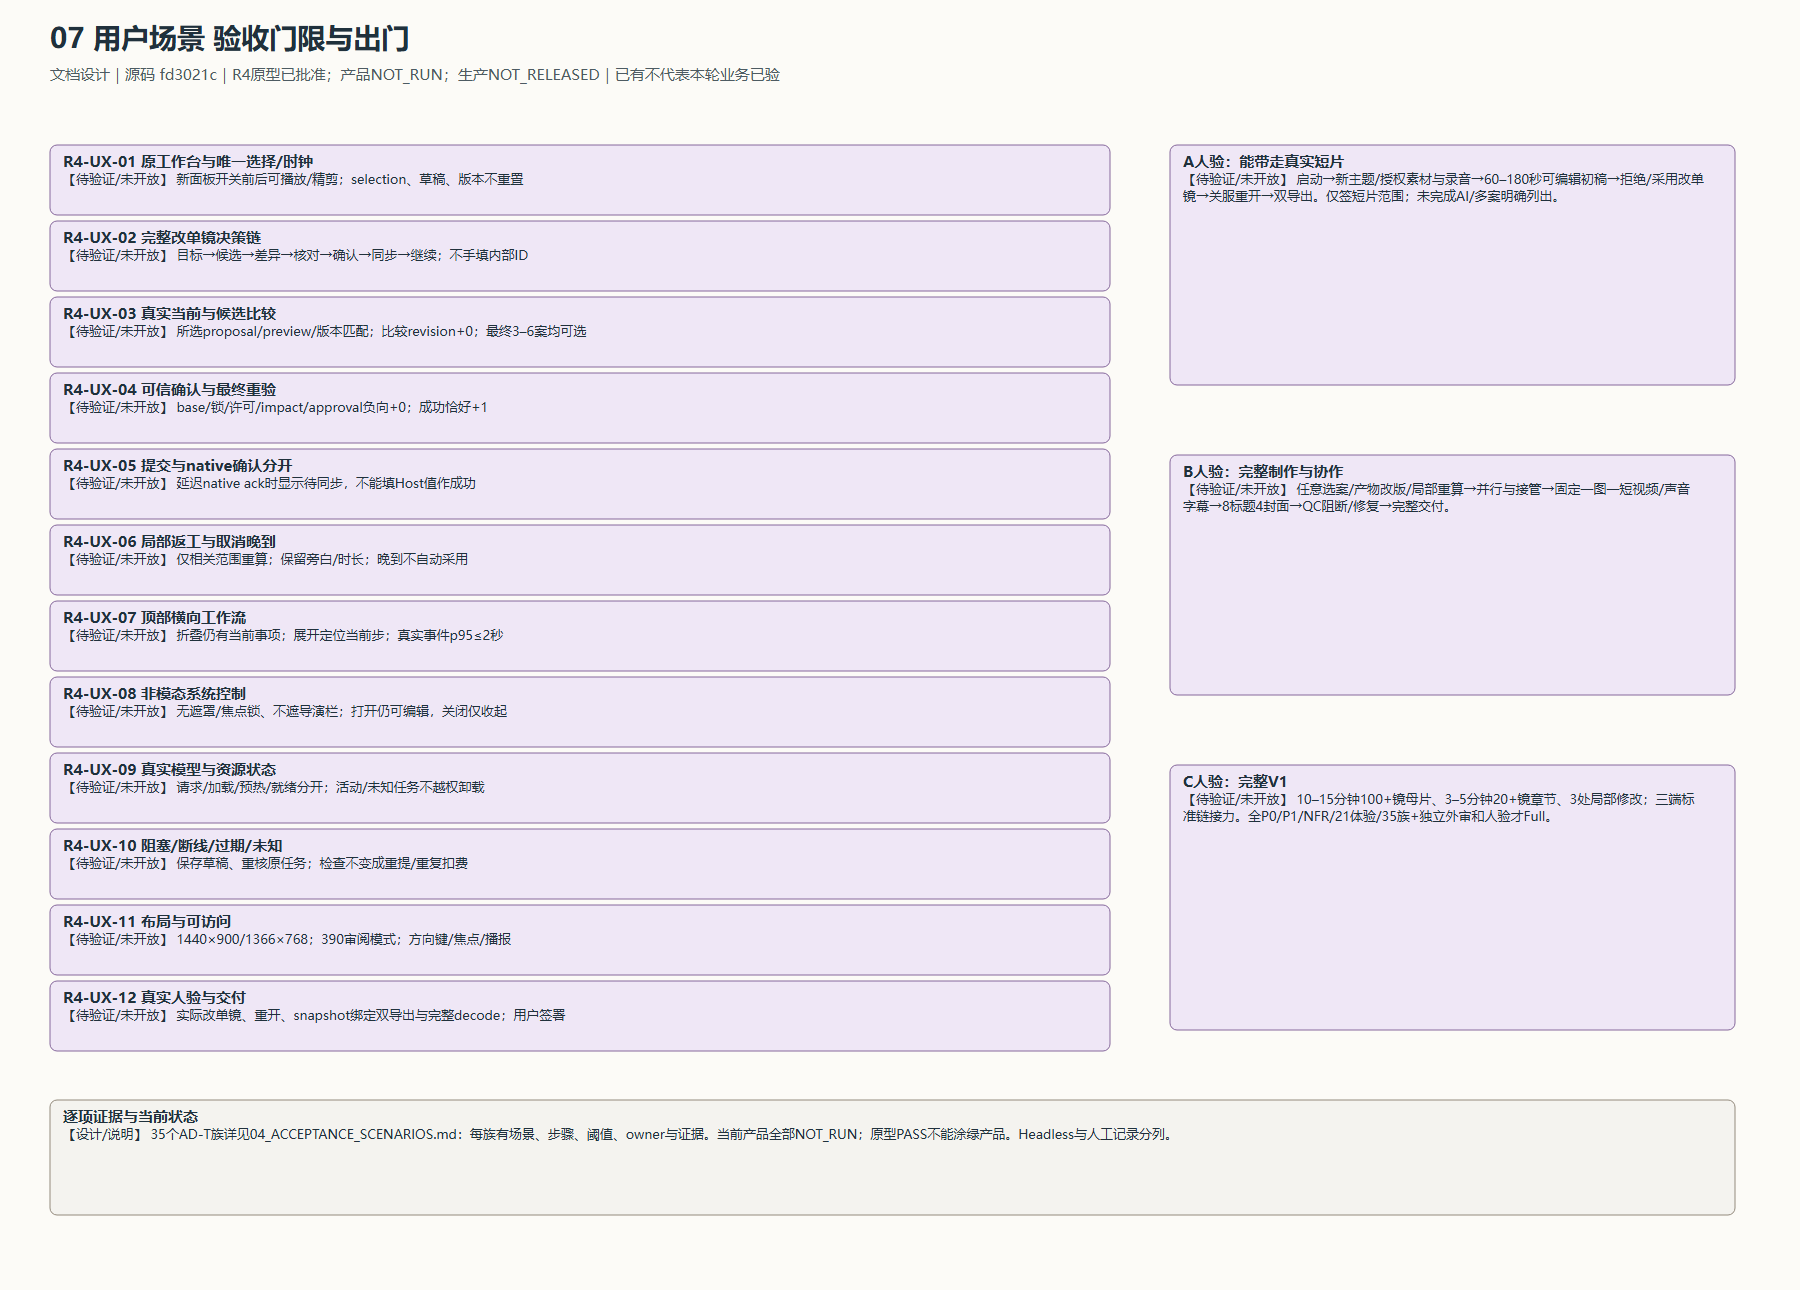 07 用户场景 验收门限与出门
文档设计｜源码 fd3021c｜R4原型已批准；产品NOT_RUN；生产NOT_RELEASED｜已有不代表本轮业务已验
R4-UX-01 原工作台与唯一选择/时钟
【待验证/未开放】 新面板开关前后可播放/精剪；selection、草稿、版本不重置
R4-UX-02 完整改单镜决策链
【待验证/未开放】 目标→候选→差异→核对→确认→同步→继续；不手填内部ID
R4-UX-03 真实当前与候选比较
【待验证/未开放】 所选proposal/preview/版本匹配；比较revision+0；最终3–6案均可选
R4-UX-04 可信确认与最终重验
【待验证/未开放】 base/锁/许可/impact/approval负向+0；成功恰好+1
R4-UX-05 提交与native确认分开
【待验证/未开放】 延迟native ack时显示待同步，不能填Host值作成功
R4-UX-06 局部返工与取消晚到
【待验证/未开放】 仅相关范围重算；保留旁白/时长；晚到不自动采用
R4-UX-07 顶部横向工作流
【待验证/未开放】 折叠仍有当前事项；展开定位当前步；真实事件p95≤2秒
R4-UX-08 非模态系统控制
【待验证/未开放】 无遮罩/焦点锁、不遮导演栏；打开仍可编辑，关闭仅收起
R4-UX-09 真实模型与资源状态
【待验证/未开放】 请求/加载/预热/就绪分开；活动/未知任务不越权卸载
R4-UX-10 阻塞/断线/过期/未知
【待验证/未开放】 保存草稿、重核原任务；检查不变成重提/重复扣费
R4-UX-11 布局与可访问
【待验证/未开放】 1440×900/1366×768；390审阅模式；方向键/焦点/播报
R4-UX-12 真实人验与交付
【待验证/未开放】 实际改单镜、重开、snapshot绑定双导出与完整decode；用户签署
A人验：能带走真实短片
【待验证/未开放】 启动→新主题/授权素材与录音→60–180秒可编辑初稿→拒绝/采用改单
镜→关服重开→双导出。仅签短片范围；未完成AI/多案明确列出。
B人验：完整制作与协作
【待验证/未开放】 任意选案/产物改版/局部重算→并行与接管→固定一图一短视频/声音
字幕→8标题4封面→QC阻断/修复→完整交付。
C人验：完整V1
【待验证/未开放】 10–15分钟100+镜母片、3–5分钟20+镜章节、3处局部修改；三端标
准链接力。全P0/P1/NFR/21体验/35族+独立外审和人验才Full。
逐项证据与当前状态
【设计/说明】 35个AD-T族详见04_ACCEPTANCE_SCENARIOS.md：每族有场景、步骤、阈值、owner与证据。当前产品全部NOT_RUN；原型PASS不能涂绿产品。Headless与人工记录分列。